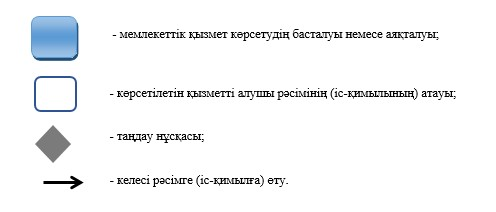 - мемлекеттік қызмет көрсетудің басталуы немесе аяқталуы;
- көрсетілетін қызметті алушы рәсімінің (іс-қимылының) атауы;
- таңдау нұсқасы;
- келесі рәсімге (іс-қимылға) өту.